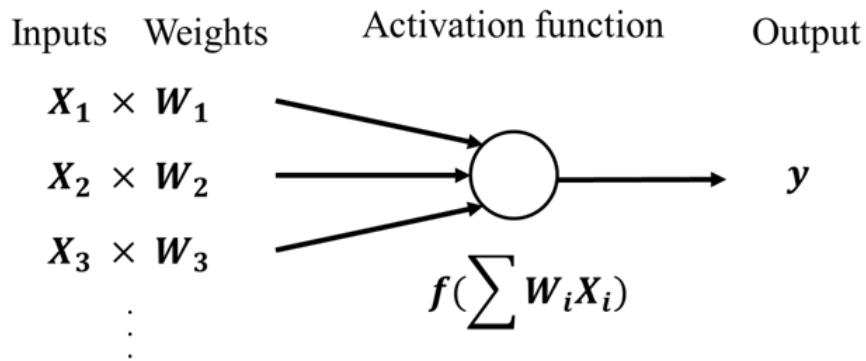 Inputs Weights Activation function Output
X₁ × W₁
X₂ × W₂ y
X₃ × W₃
f(∑ WᵢXᵢ)
⋮